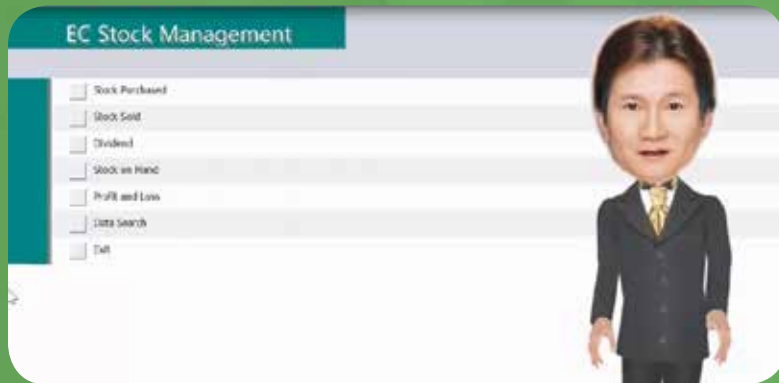 EC Stock Management
Stock Purchased
Stock Sold
Dividend
Stock on Hand
Profit and Loss
Data Search
Exit